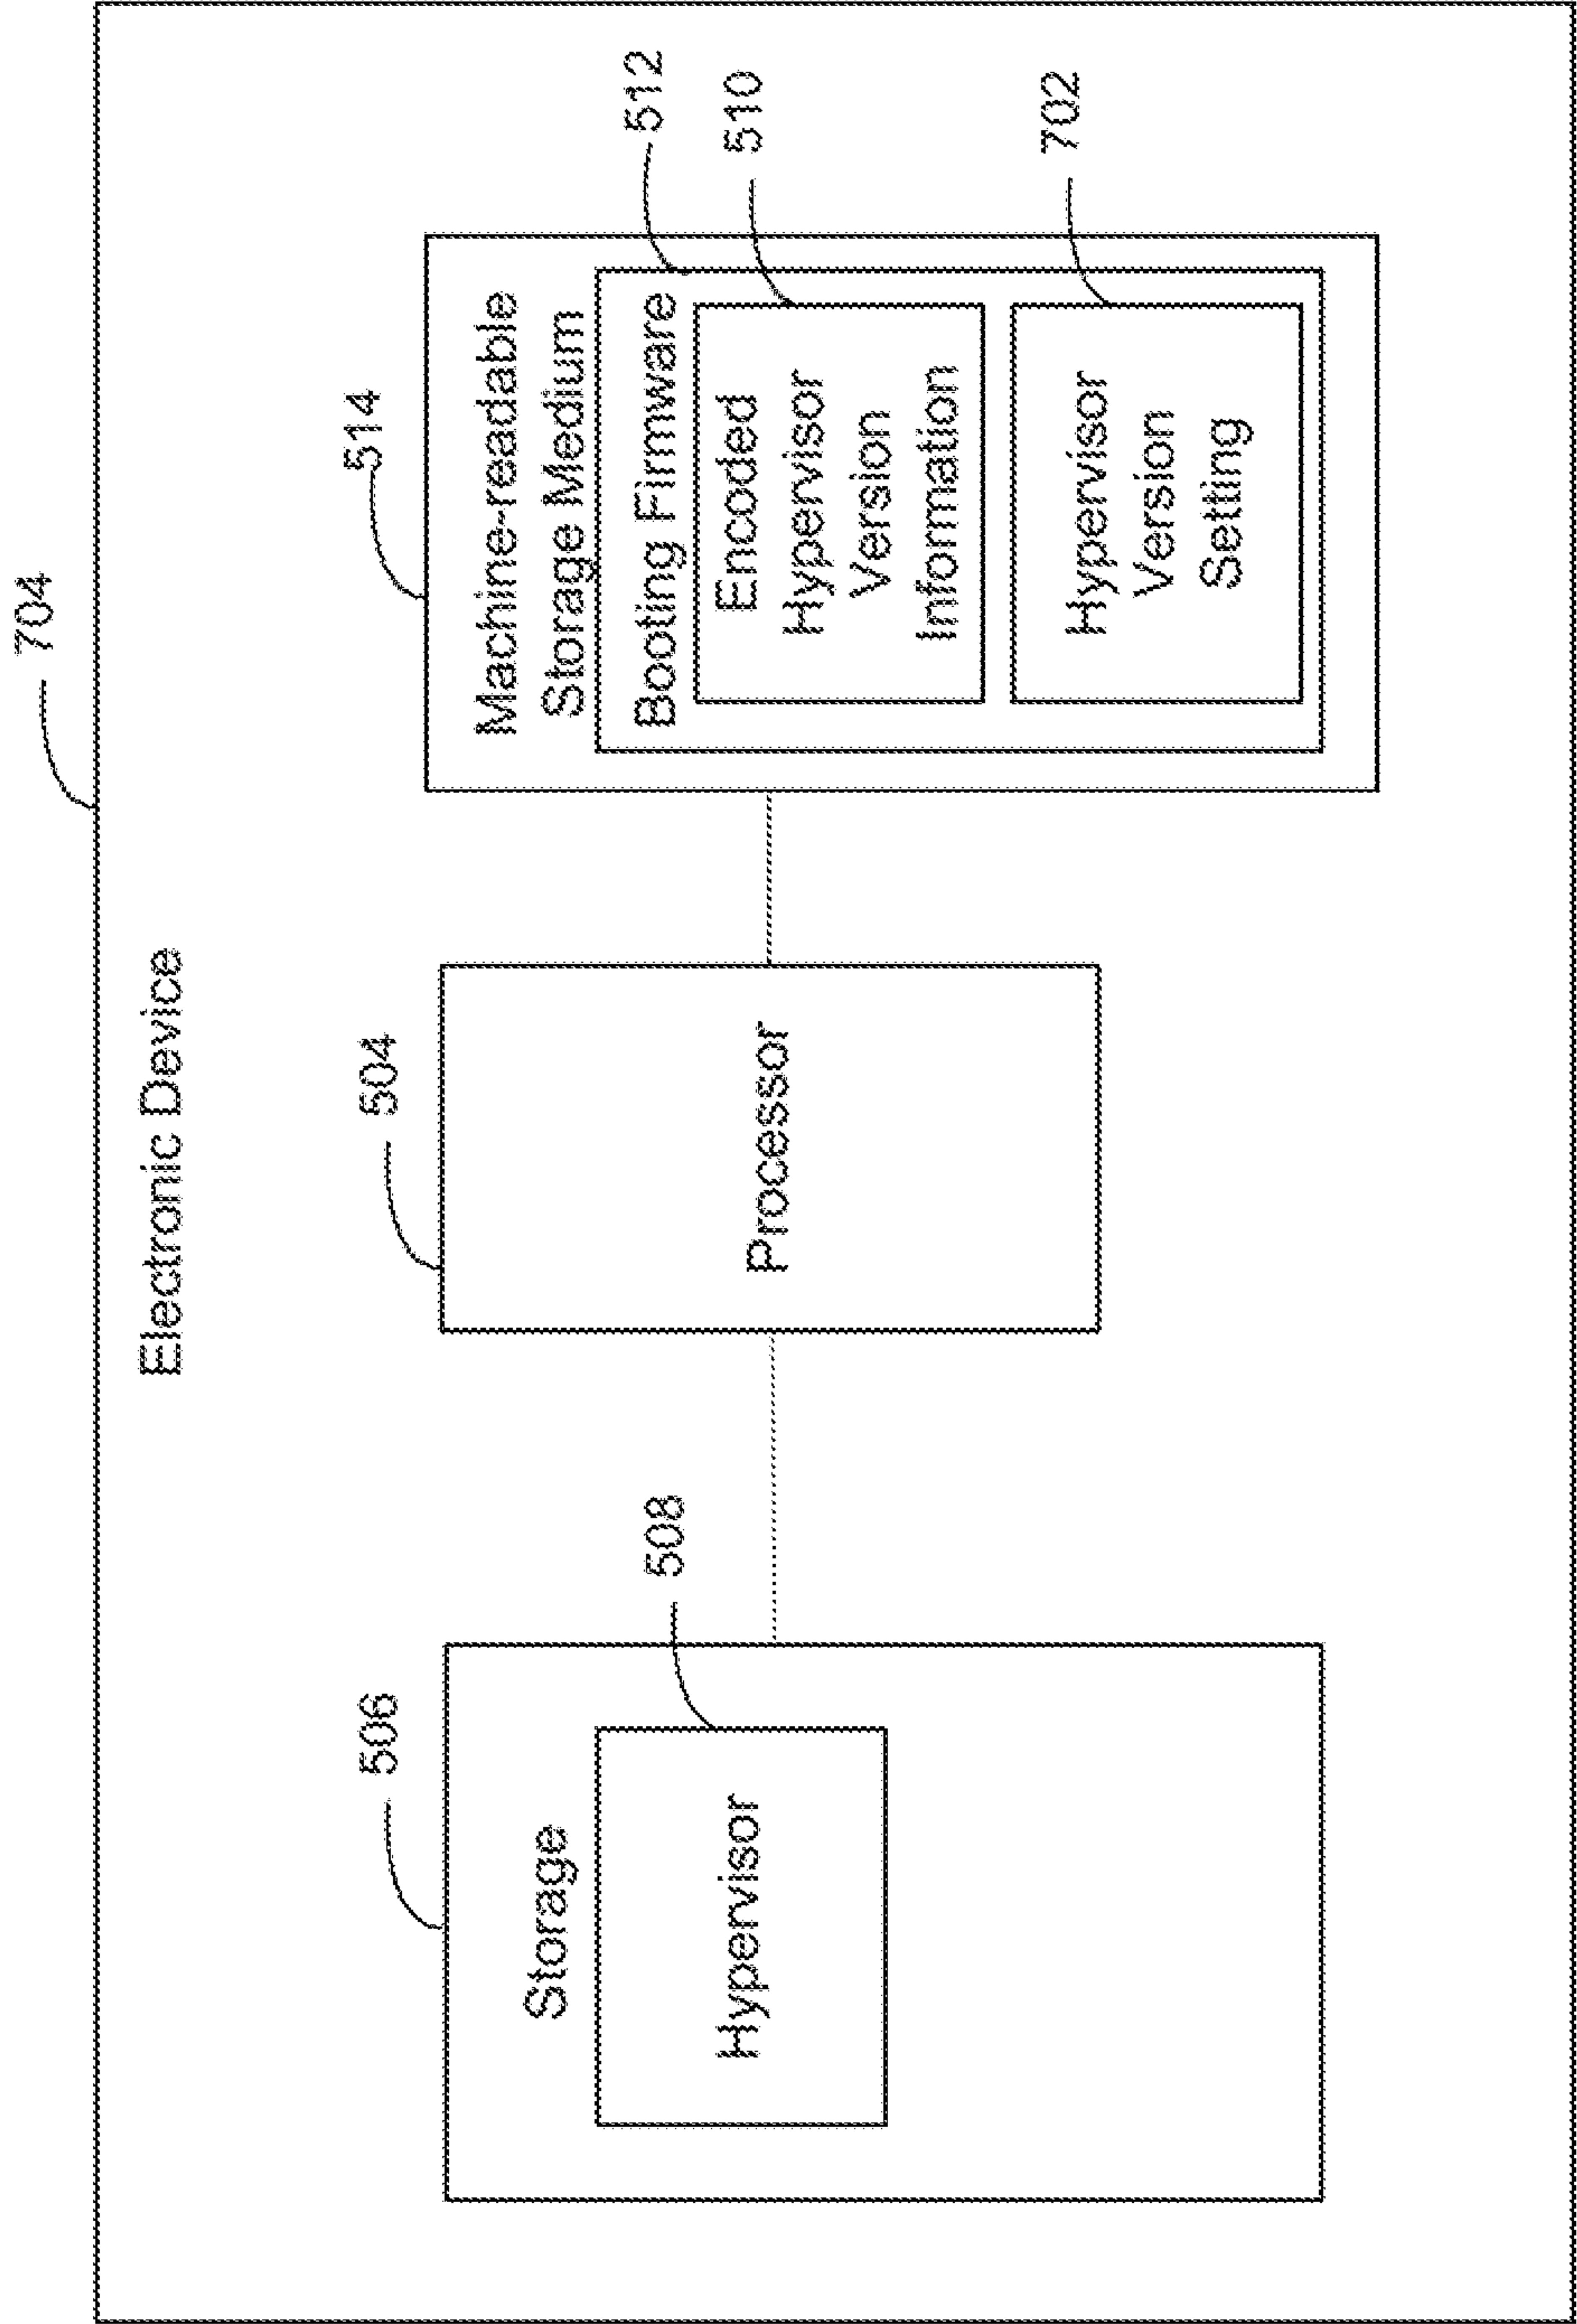 704
Electronic Device
506
Storage
508
Hypervisor
504
Processor
514
Machine-readable
Storage Medium
512
Booting Firmware
510
Encoded
Hypervisor
Version
Information
702
Hypervisor
Version
Setting